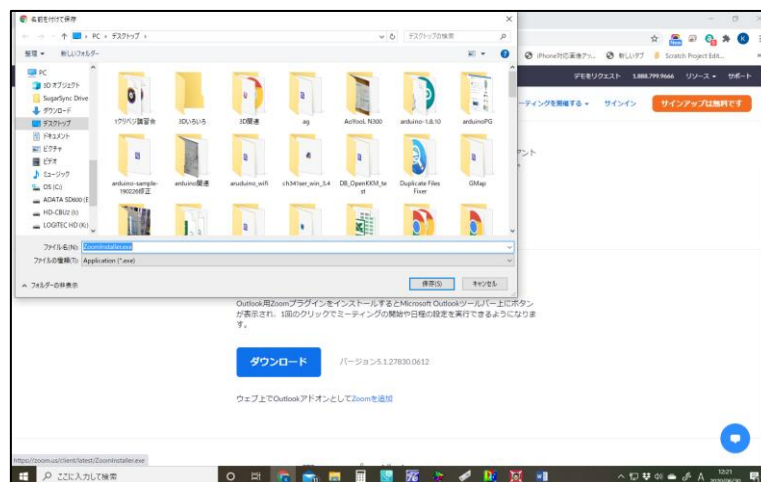 名前を付けて保存
PC › デスクトップ ›
デスクトップの検索
整理 ▾ 新しいフォルダー
PC
3D オブジェクト
SugarSync Drive
ダウンロード
デスクトップ
ドキュメント
ピクチャ
ビデオ
ミュージック
OS (C:)
ADATA SD600 (E
HD-CBU2 (I:)
LOGITEC HD (K:)
1クリペジ講習会
3Dいろいろ
3D関連
ag
AoYooL N300
arduino-1.8.10
arduinoPG
arduino-sample-190226修正
arduino関連
aruduino_wifi
ch341ser_win_3.4
DB_OpenKKM_test
Duplicate Files Fixer
GMap
ファイル名(N): ZoomInstaller.exe
ファイルの種類(T): Application (*.exe)
フォルダーの非表示
保存(S)
キャンセル
iPhone対応画像アッ...
新しいタブ
Scratch Project Edit...
デモをリクエスト 1.888.799.9666 リソース ▾ サポート
ーティングを開催する ▾ サインイン サインアップは無料です
アント
Outlook用ZoomプラグインをインストールするとMicrosoft Outlookツールバー上にボタン
が表示され、1回のクリックでミーティングの開始や日程の設定を実行できるようになりま
す。
ダウンロード バージョン5.1.27830.0612
ウェブ上でOutlookアドオンとしてZoomを追加
https://zoom.us/client/latest/ZoomInstaller.exe
ここに入力して検索
A
12:21
2020/06/30